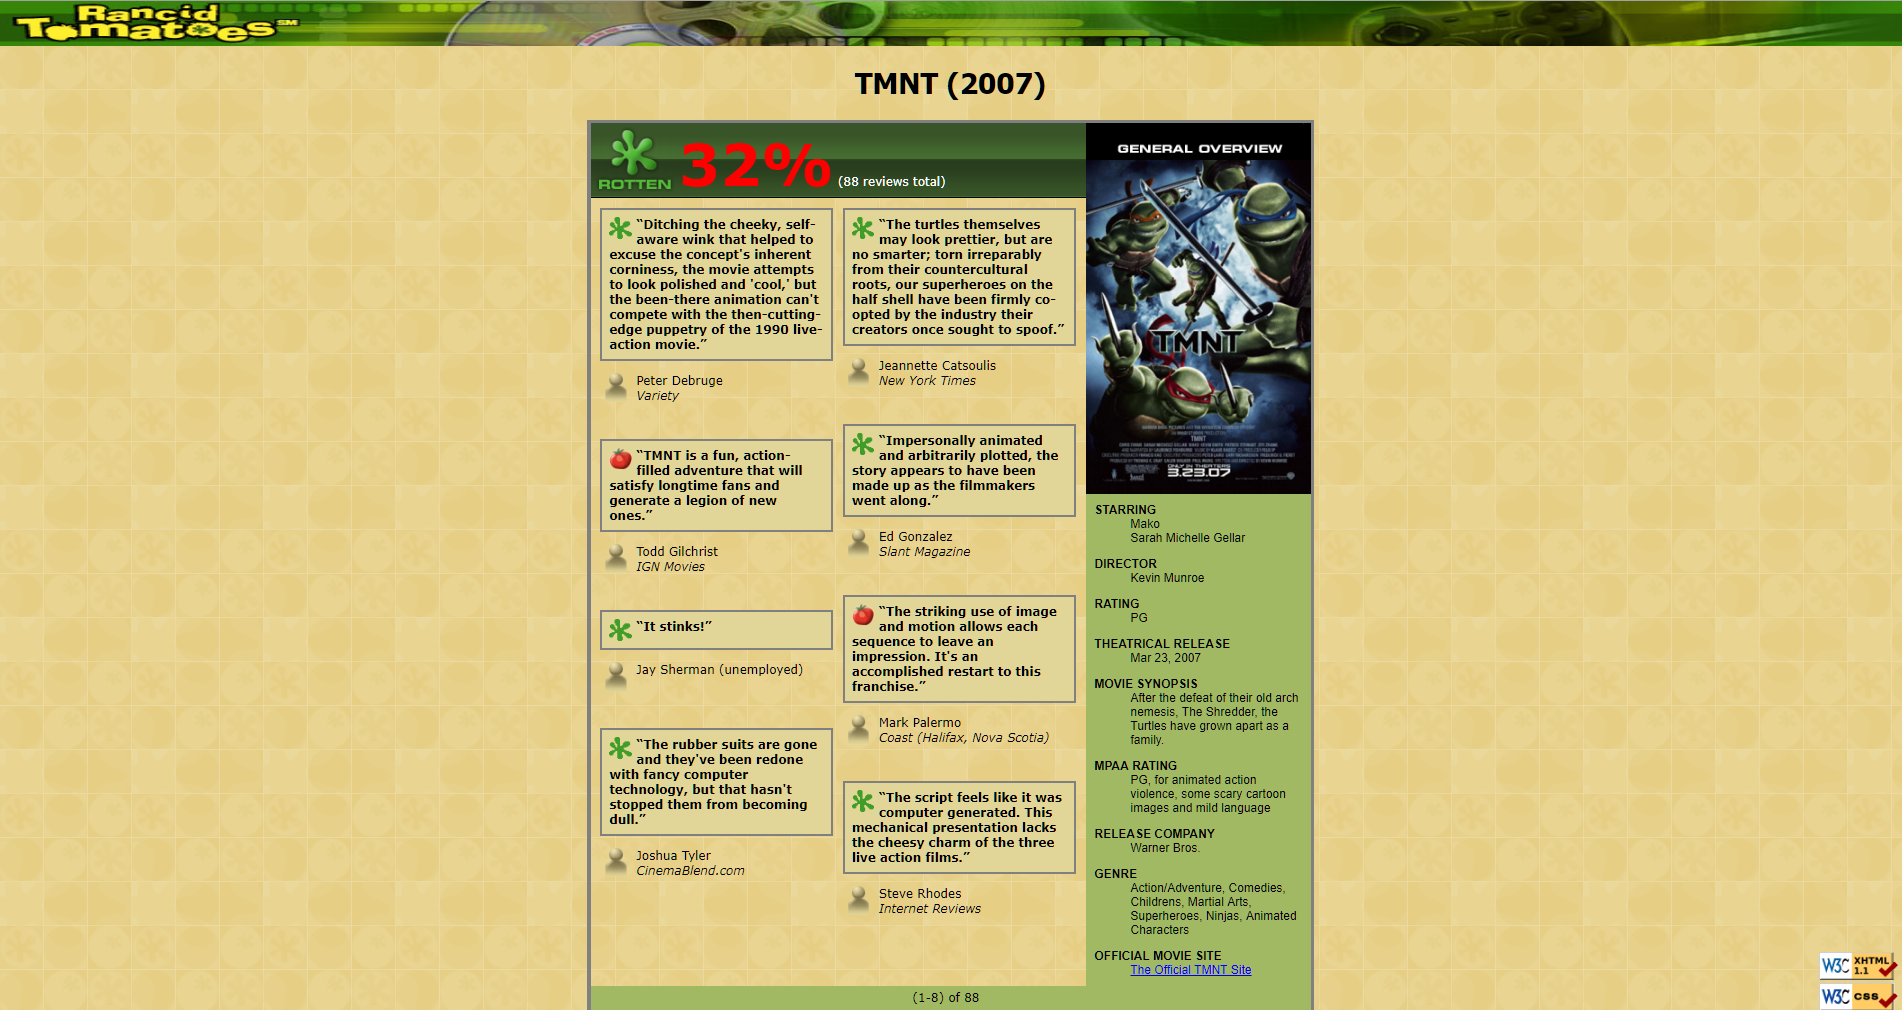 Rancid
Tomatoes SM
TMNT (2007)
ROTTEN
32%
(88 reviews total)
“Ditching the cheeky, self-
aware wink that helped to
excuse the concept's inherent
corniness, the movie attempts
to look polished and 'cool,' but
the been-there animation can't
compete with the then-cutting-
edge puppetry of the 1990 live-
action movie.”
Peter Debruge
Variety
“TMNT is a fun, action-
filled adventure that will
satisfy longtime fans and
generate a legion of new
ones.”
Todd Gilchrist
IGN Movies
“It stinks!”
Jay Sherman (unemployed)
“The rubber suits are gone
and they've been redone
with fancy computer
technology, but that hasn't
stopped them from becoming
dull.”
Joshua Tyler
CinemaBlend.com
“The turtles themselves
may look prettier, but are
no smarter; torn irreparably
from their countercultural
roots, our superheroes on the
half shell have been firmly co-
opted by the industry their
creators once sought to spoof.”
Jeannette Catsoulis
New York Times
“Impersonally animated
and arbitrarily plotted, the
story appears to have been
made up as the filmmakers
went along.”
Ed Gonzalez
Slant Magazine
“The striking use of image
and motion allows each
sequence to leave an
impression. It's an
accomplished restart to this
franchise.”
Mark Palermo
Coast (Halifax, Nova Scotia)
“The script feels like it was
computer generated. This
mechanical presentation lacks
the cheesy charm of the three
live action films.”
Steve Rhodes
Internet Reviews
GENERAL OVERVIEW
TMNT
TMNT
ONLY IN THEATERS
3.23.07
STARRING
Mako
Sarah Michelle Gellar
DIRECTOR
Kevin Munroe
RATING
PG
THEATRICAL RELEASE
Mar 23, 2007
MOVIE SYNOPSIS
After the defeat of their old arch
nemesis, The Shredder, the
Turtles have grown apart as a
family.
MPAA RATING
PG, for animated action
violence, some scary cartoon
images and mild language
RELEASE COMPANY
Warner Bros.
GENRE
Action/Adventure, Comedies,
Childrens, Martial Arts,
Superheroes, Ninjas, Animated
Characters
OFFICIAL MOVIE SITE
The Official TMNT Site
(1-8) of 88
W3C XHTML
1.1
W3C css